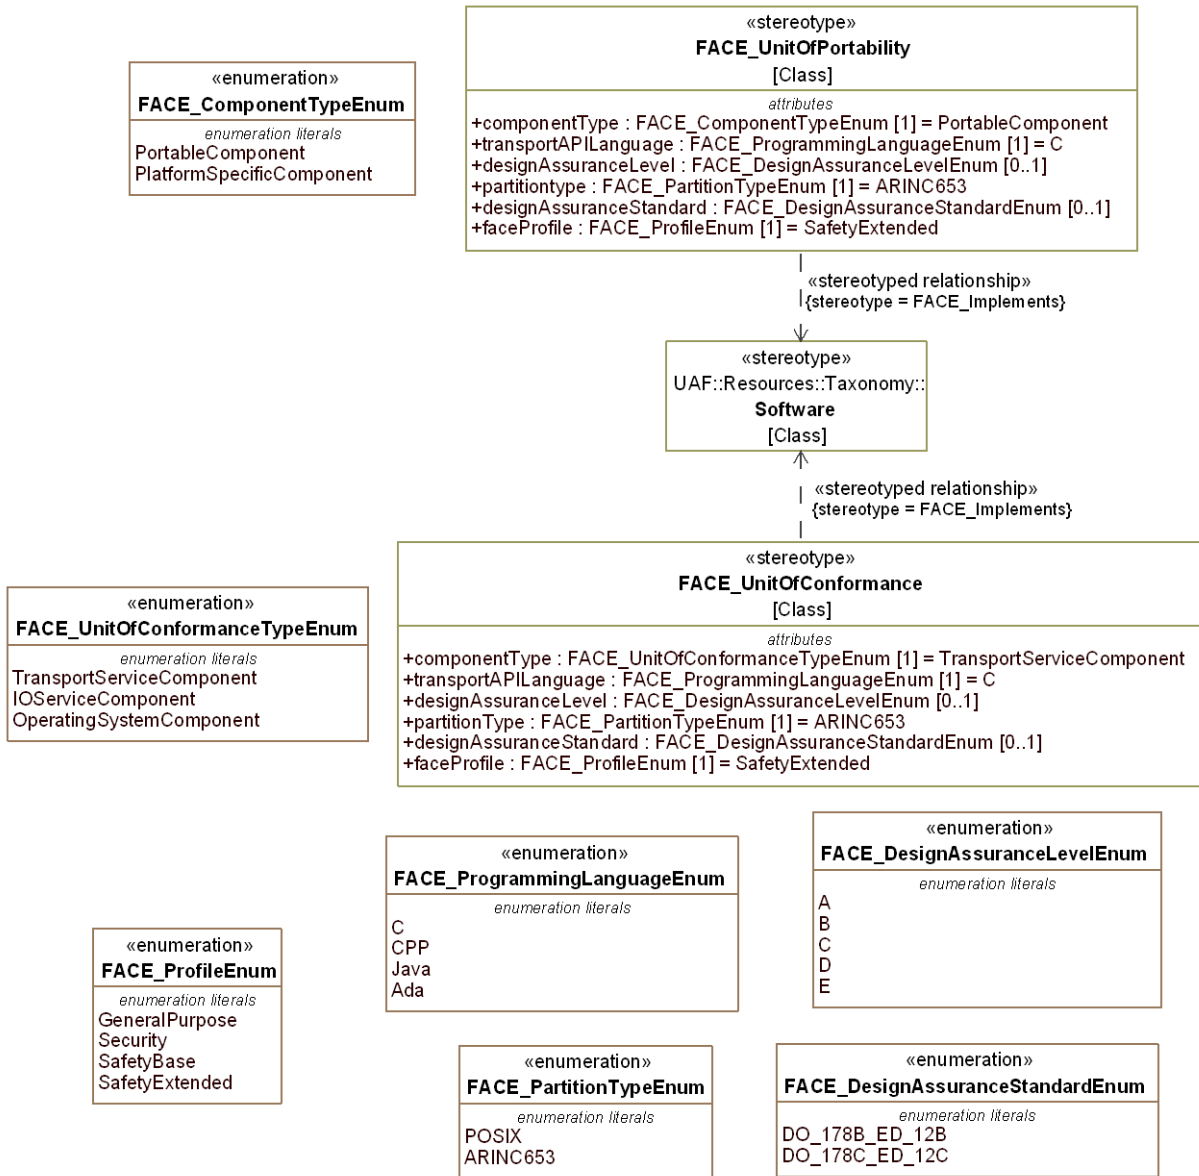 «stereotype»
FACE_UnitOfPortability
[Class]
attributes
+componentType : FACE_ComponentTypeEnum [1] = PortableComponent
+transportAPILanguage : FACE_ProgrammingLanguageEnum [1] = C
+designAssuranceLevel : FACE_DesignAssuranceLevelEnum [0..1]
+partitiontype : FACE_PartitionTypeEnum [1] = ARINC653
+designAssuranceStandard : FACE_DesignAssuranceStandardEnum [0..1]
+faceProfile : FACE_ProfileEnum [1] = SafetyExtended
«enumeration»
FACE_ComponentTypeEnum
enumeration literals
PortableComponent
PlatformSpecificComponent
«stereotyped relationship»
{stereotype = FACE_Implements}
«stereotype»
UAF::Resources::Taxonomy::
Software
[Class]
«stereotyped relationship»
{stereotype = FACE_Implements}
«stereotype»
FACE_UnitOfConformance
[Class]
attributes
+componentType : FACE_UnitOfConformanceTypeEnum [1] = TransportServiceComponent
+transportAPILanguage : FACE_ProgrammingLanguageEnum [1] = C
+designAssuranceLevel : FACE_DesignAssuranceLevelEnum [0..1]
+partitionType : FACE_PartitionTypeEnum [1] = ARINC653
+designAssuranceStandard : FACE_DesignAssuranceStandardEnum [0..1]
+faceProfile : FACE_ProfileEnum [1] = SafetyExtended
«enumeration»
FACE_UnitOfConformanceTypeEnum
enumeration literals
TransportServiceComponent
IOServiceComponent
OperatingSystemComponent
«enumeration»
FACE_ProgrammingLanguageEnum
enumeration literals
C
CPP
Java
Ada
«enumeration»
FACE_DesignAssuranceLevelEnum
enumeration literals
A
B
C
D
E
«enumeration»
FACE_ProfileEnum
enumeration literals
GeneralPurpose
Security
SafetyBase
SafetyExtended
«enumeration»
FACE_PartitionTypeEnum
enumeration literals
POSIX
ARINC653
«enumeration»
FACE_DesignAssuranceStandardEnum
enumeration literals
DO_178B_ED_12B
DO_178C_ED_12C